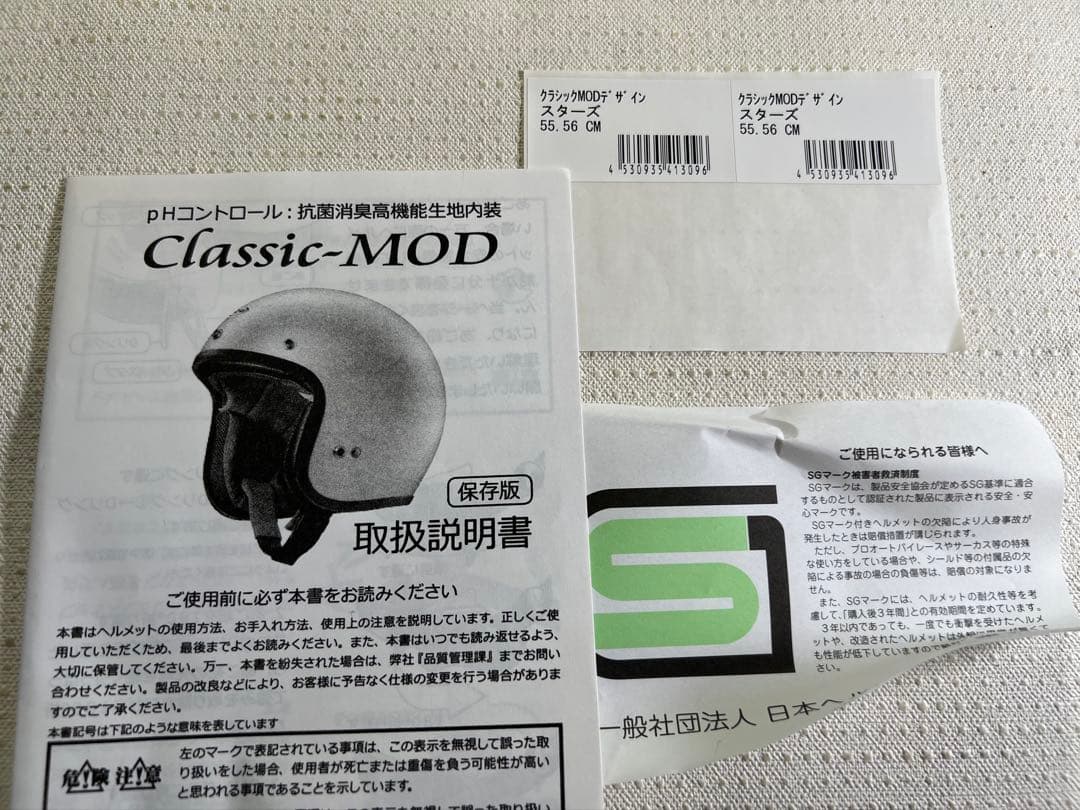 pHコントロール：抗菌消臭高機能生地内装
Classic-MOD
保存版
取扱説明書
ご使用前に必ず本書をお読みください
本書はヘルメットの使用方法、お手入れ方法、使用上の注意を説明しています。正しくご使
用していただくため、最後までよくお読みください。また、本書はいつでも読み返せるよう、
大切に保管してください。万一、本書を紛失された場合は、弊社『品質管理課』までお問い
合わせください。製品の改良などにより、お客様に予告なく仕様の変更を行う場合がありま
すのでご了承ください。
本書記号は下記のような意味を表しています
危険 注意
左のマークで表記されている事項は、この表示を無視して誤った取
り扱いをした場合、使用者が死亡または重傷を負う可能性が高い
と思われる事項であることを示しています。
クラシックMODデザイン
スターズ
55.56 CM
4 530935 413096
クラシックMODデザイン
スターズ
55.56 CM
4 530935 413096
ご使用になられる皆様へ
SGマーク被害者救済制度
SGマークは、製品安全協会が定めるSG基準に適合
するものとして認証された製品に表示される安全・安
心マークです。
SGマーク付きヘルメットの欠陥により人身事故が
発生したときは賠償措置が講じられます。
ただし、プロオートバイレースやサーカス等の特殊
な使い方をしている場合や、シールド等の付属品の欠
陥による事故の場合の負傷等は、賠償の対象になりま
せん。
また、SGマークには、ヘルメットの耐久性等を考
慮して、「購入後3年間」との有効期間を定めています。
3年以内であっても、一度でも衝撃を受けたヘルメ
ットや、改造されたヘルメットは外観に
も性能が低下していますので
さい。
一般社団法人 日本ヘ